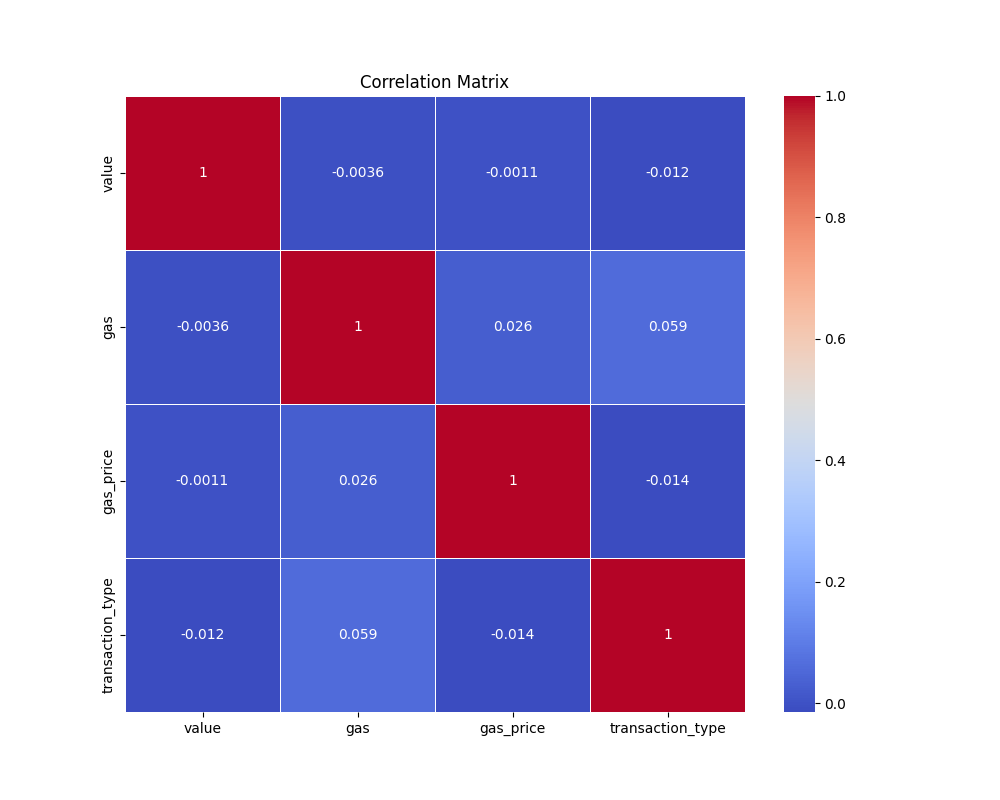 Correlation Matrix
value
1
-0.0036
-0.0011
-0.012
gas
-0.0036
1
0.026
0.059
gas_price
-0.0011
0.026
1
-0.014
transaction_type
-0.012
0.059
-0.014
1
value
gas
gas_price
transaction_type
1.0
0.8
0.6
0.4
0.2
0.0